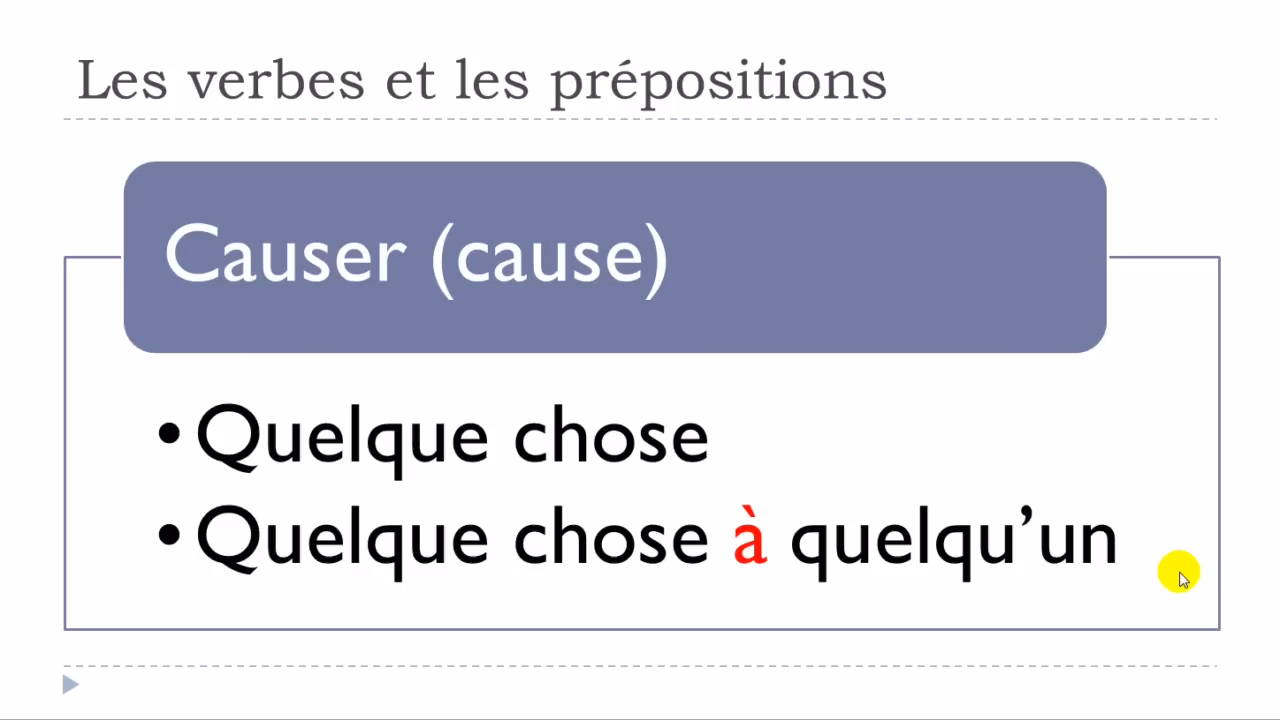 Les verbes et les prépositions
Causer (cause)
•Quelque chose
•Quelque chose à quelqu’un